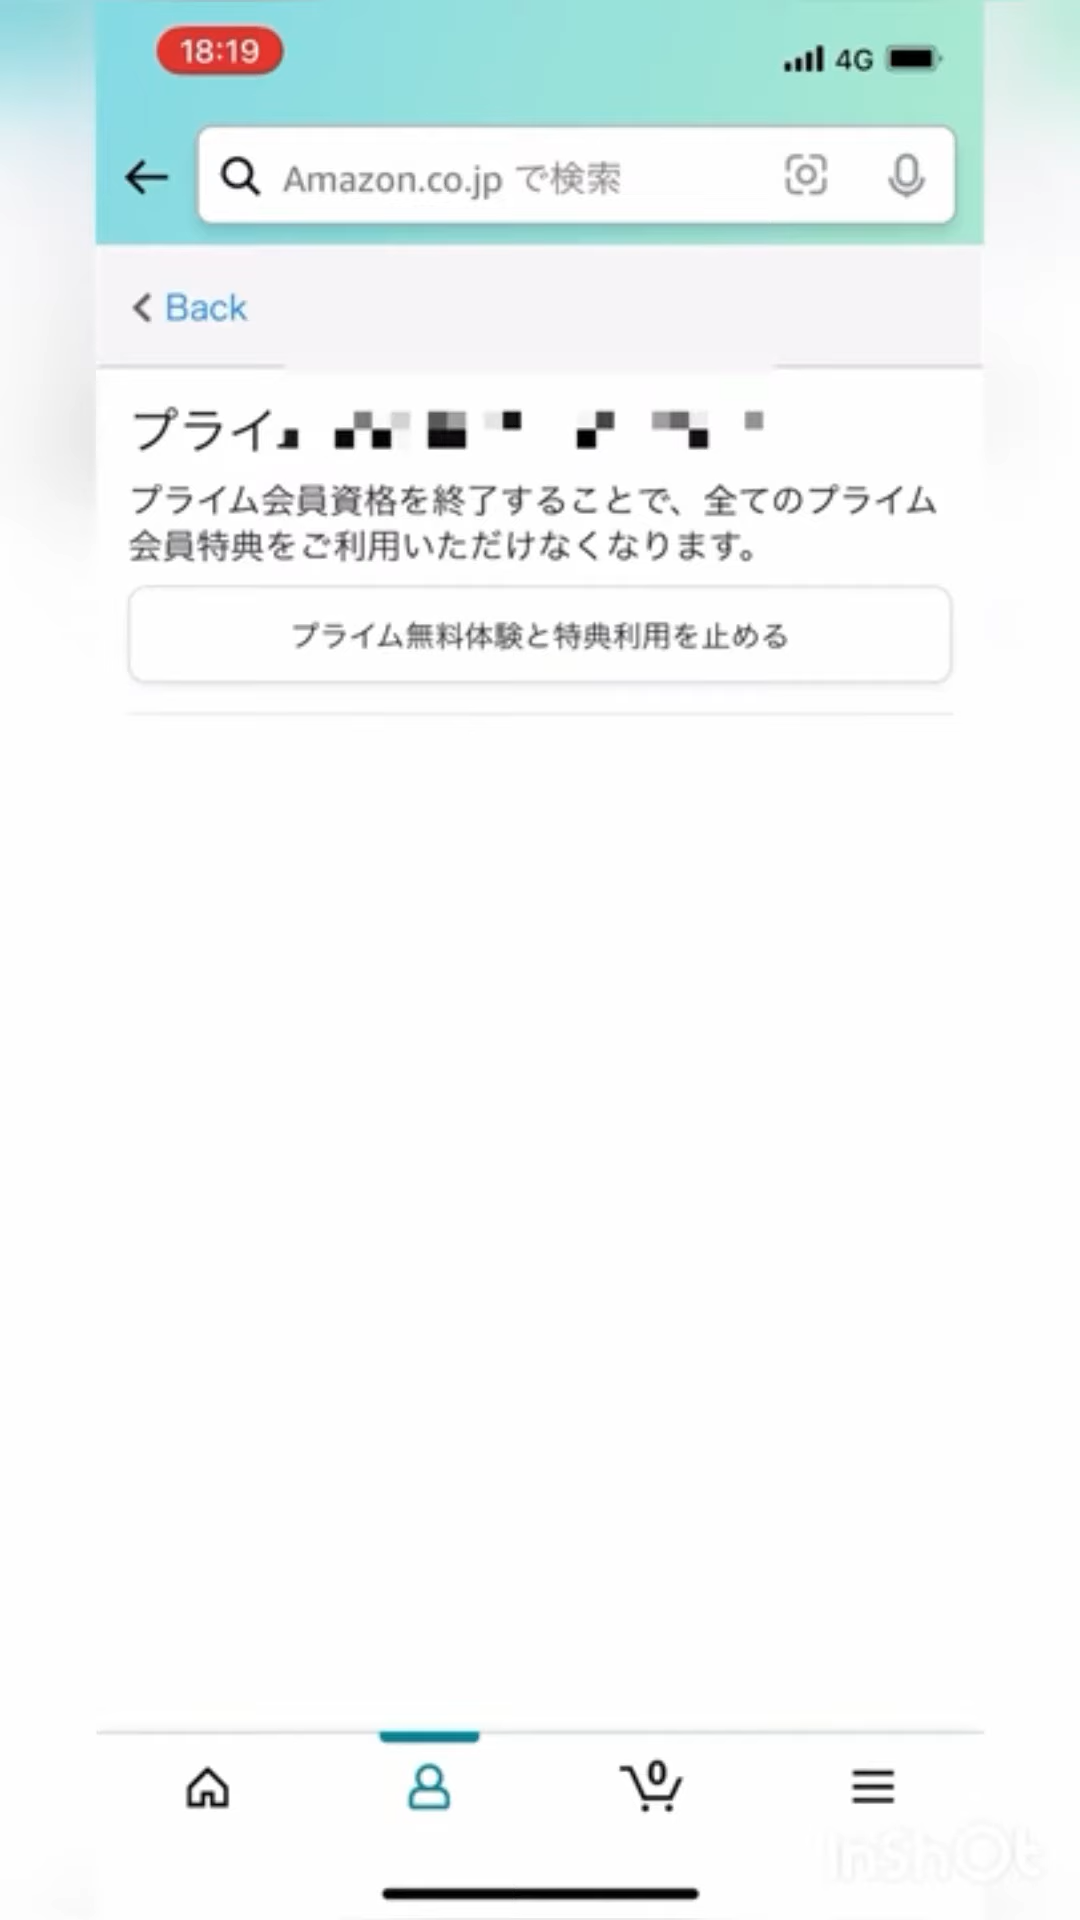 18:19
4G
Amazon.co.jp で検索
Back
プライ
プライム会員資格を終了することで、全てのプライム
会員特典をご利用いただけなくなります。
プライム無料体験と特典利用を止める
0
InShOt